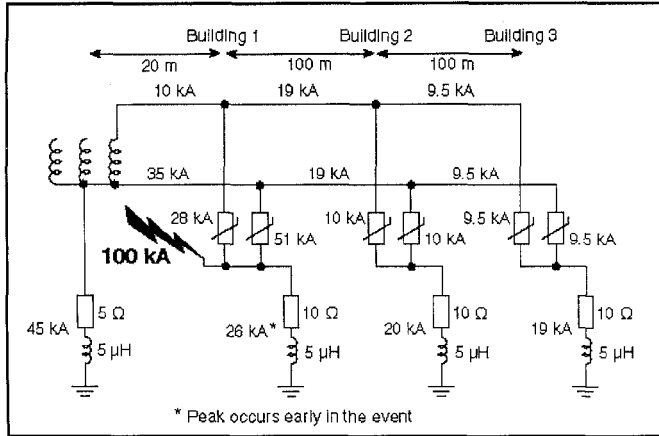 Building 1 Building 2 Building 3
20 m 100 m 100 m
10 kA 19 kA 9.5 kA
35 kA 19 kA 9.5 kA
28 kA 51 kA 10 kA 10 kA 9.5 kA 9.5 kA
100 kA
45 kA 5 Ω 26 kA* 10 Ω 20 kA 10 Ω 19 kA 10 Ω
5 µH 5 µH 5 µH 5 µH
* Peak occurs early in the event